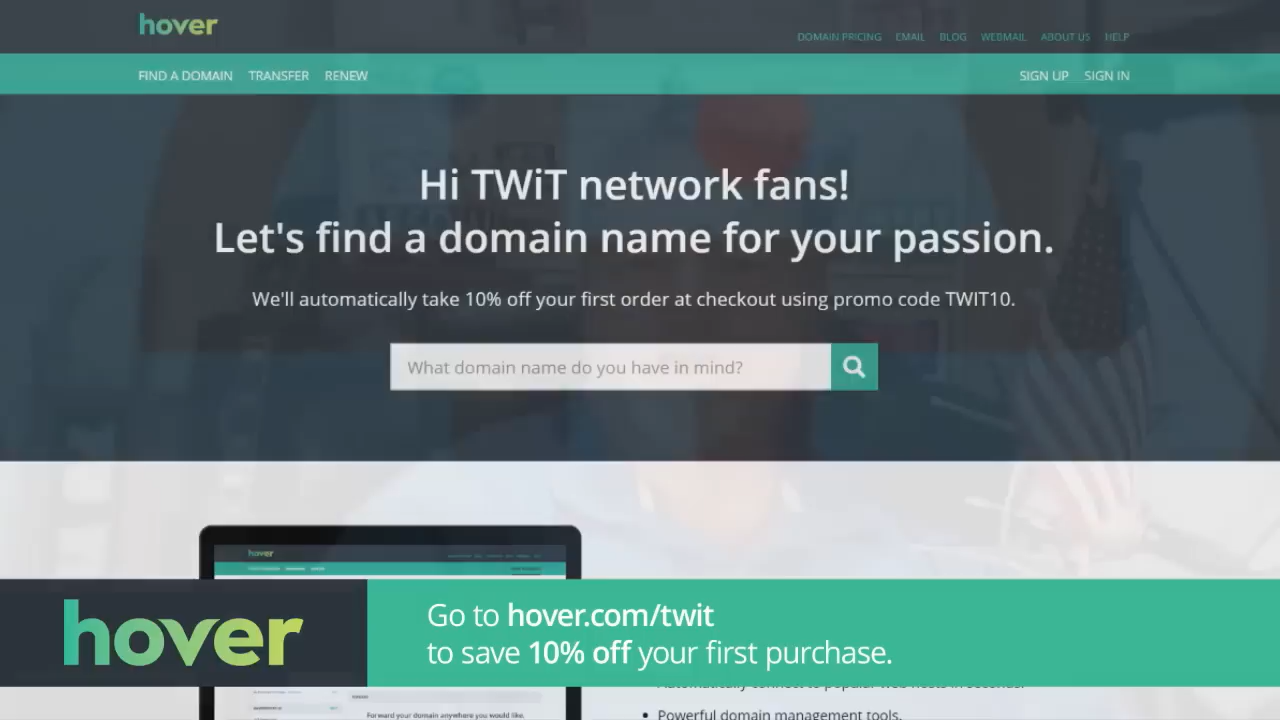 hover
DOMAIN PRICING EMAIL BLOG WEBMAIL ABOUT US HELP
FIND A DOMAIN TRANSFER RENEW SIGN UP SIGN IN
Hi TWiT network fans!
Let's find a domain name for your passion.
We'll automatically take 10% off your first order at checkout using promo code TWIT10.
What domain name do you have in mind?
hover
hover
Go to hover.com/twit
to save 10% off your first purchase.
Forward your domain anywhere you would like.
Powerful domain management tools.